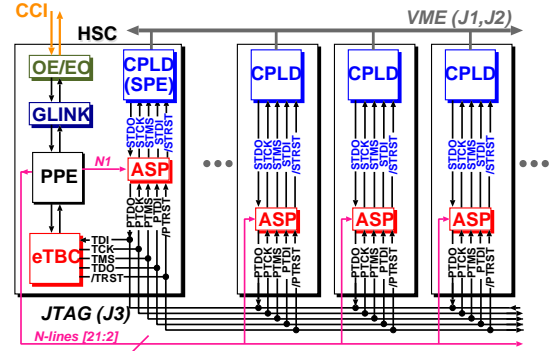 CCI
HSC
VME (J1,J2)
OE/EO
CPLD
(SPE)
CPLD
CPLD
CPLD
GLINK
STDO
STCK
STMS
STDI
/STRST
STDO
STCK
STMS
STDI
/STRST
STDO
STCK
STMS
STDI
/STRST
STDO
STCK
STMS
STDI
/STRST
PPE
N1
ASP
ASP
ASP
ASP
PTDO
PTCK
PTMS
PTDI
/PTRST
PTDO
PTCK
PTMS
PTDI
/PTRST
PTDO
PTCK
PTMS
PTDI
/PTRST
PTDO
PTCK
PTMS
PTDI
/PTRST
eTBC
TDI
TCK
TMS
TDO
/TRST
JTAG (J3)
N-lines [21:2]